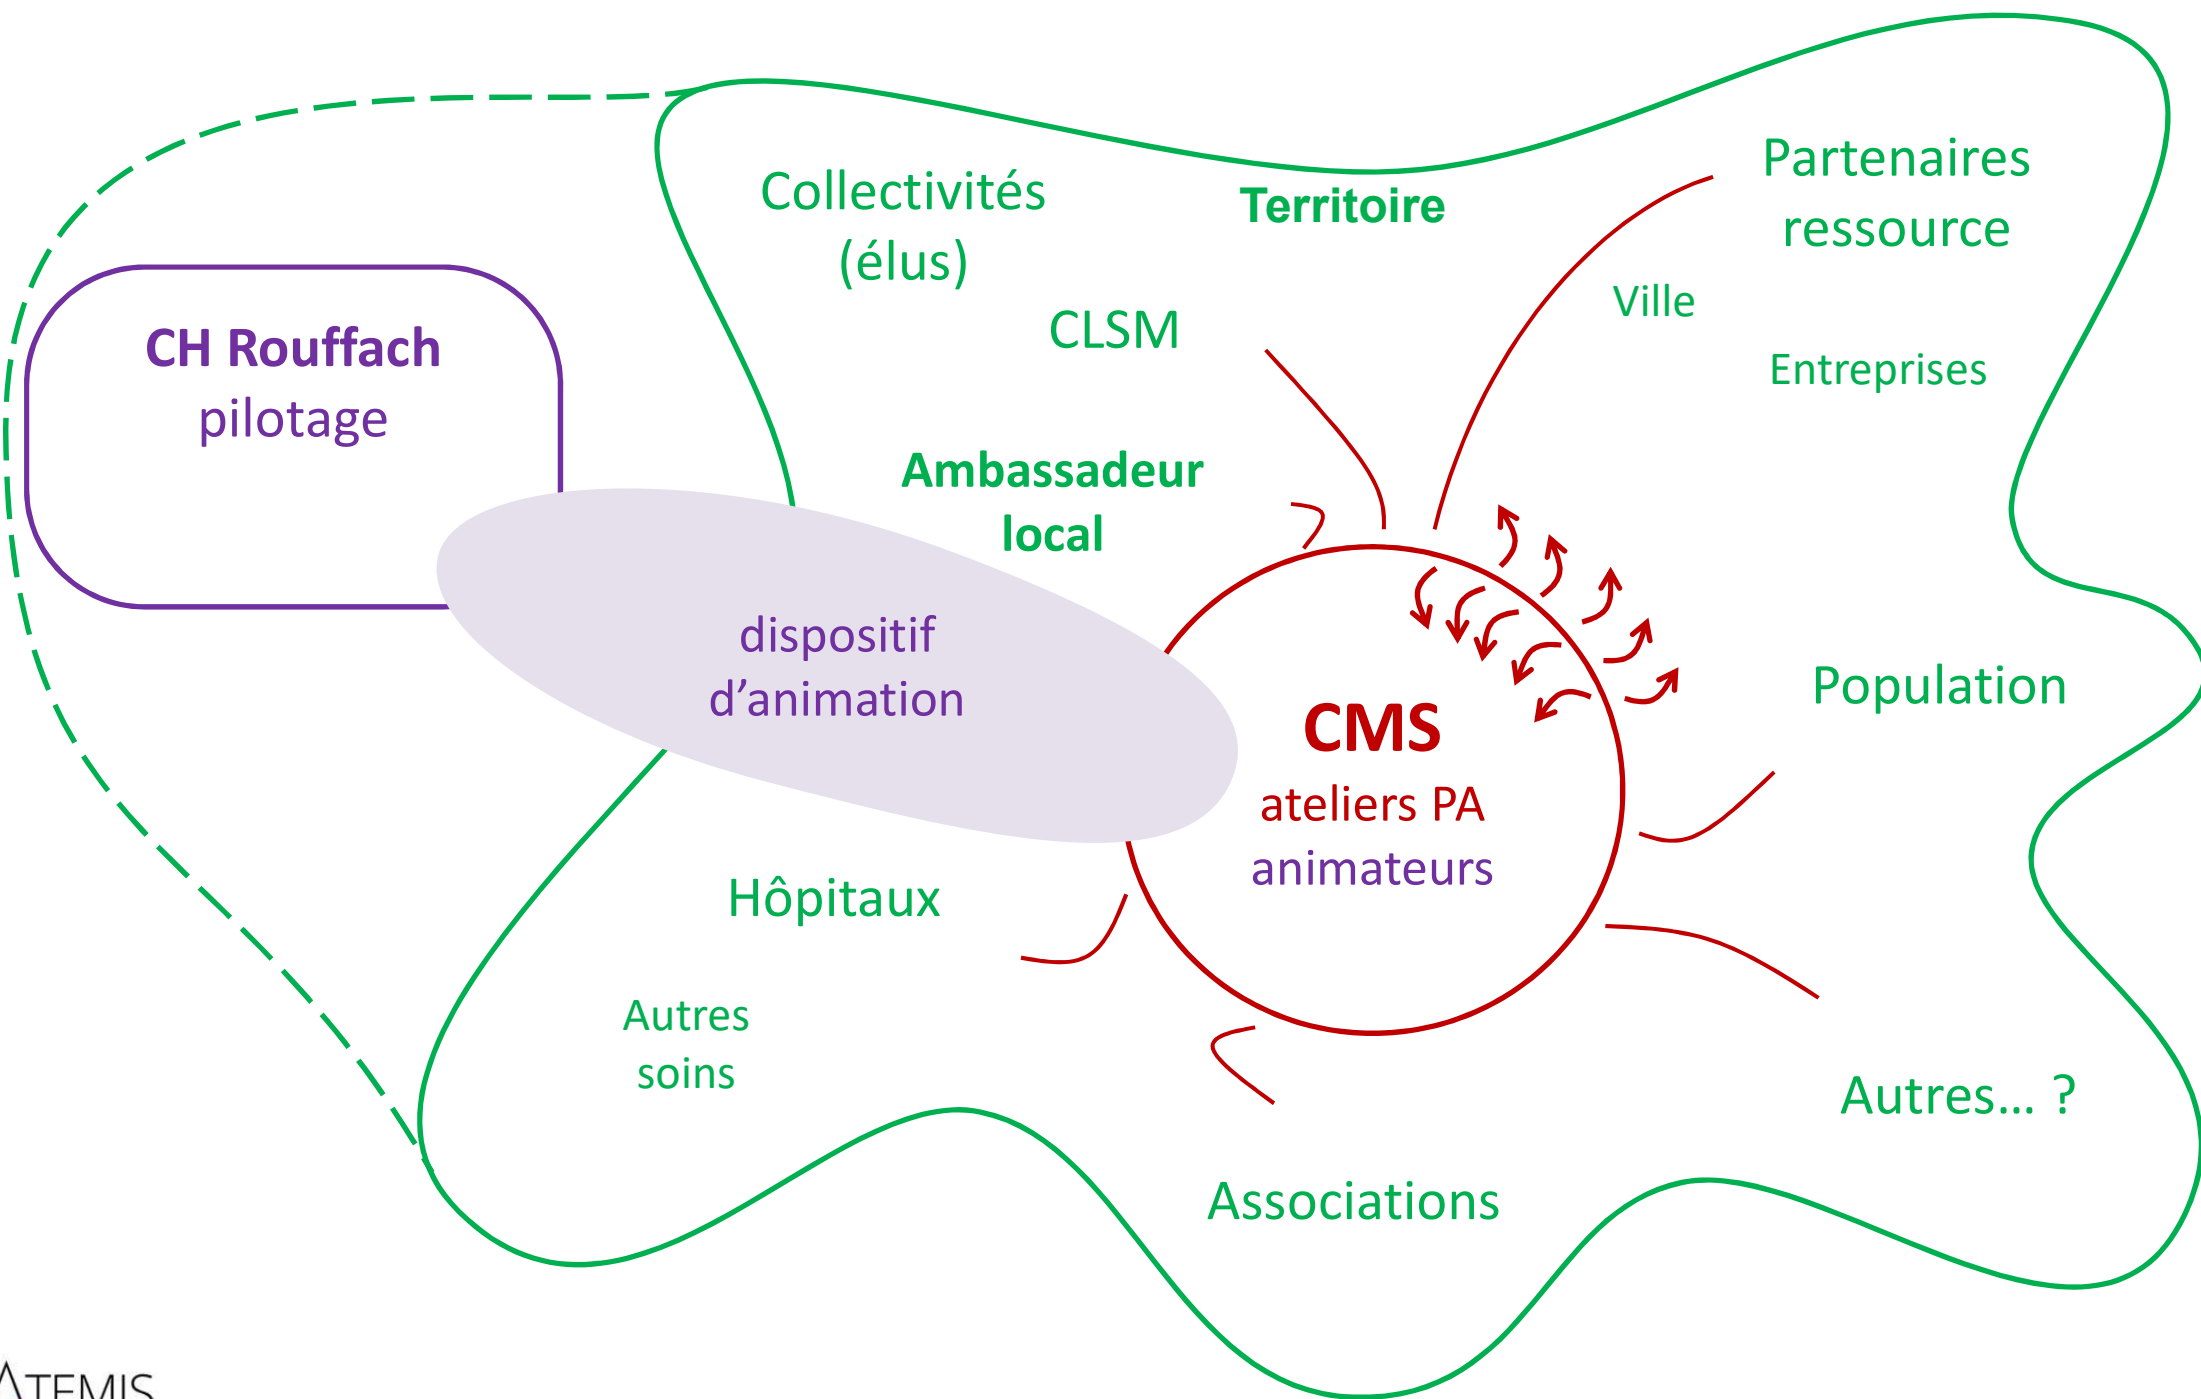 Collectivités
(élus)
Territoire
Partenaires
ressource
Ville
Entreprises
CLSM
CH Rouffach
pilotage
Ambassadeur
local
dispositif
d’animation
Population
CMS
ateliers PA
animateurs
Hôpitaux
Autres
soins
Autres... ?
Associations
ATEMIS